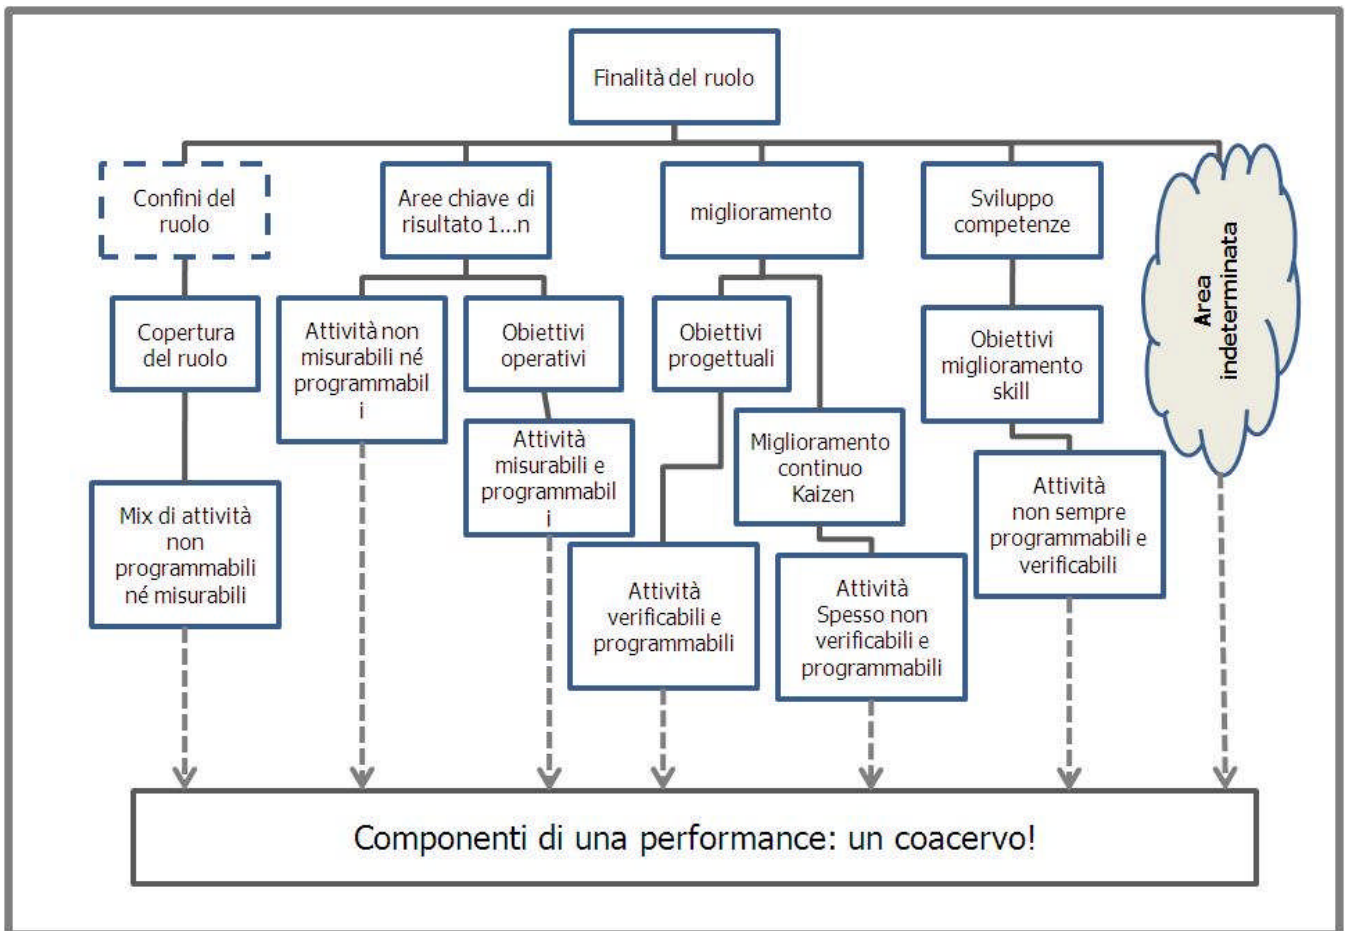 Finalità del ruolo
Confini del
ruolo
Aree chiave di
risultato 1...n
miglioramento
Sviluppo
competenze
Area
indeterminata
Copertura
del ruolo
Attività non
misurabili né
programmabil
i
Obiettivi
operativi
Obiettivi
progettuali
Obiettivi
miglioramento
skill
Attività
misurabili e
programmabil
i
Miglioramento
continuo
Kaizen
Attività
non sempre
programmabili e
verificabili
Mix di attività
non
programmabili
né misurabili
Attività
verificabili e
programmabili
Attività
Spesso non
verificabili e
programmabili
Componenti di una performance: un coacervo!